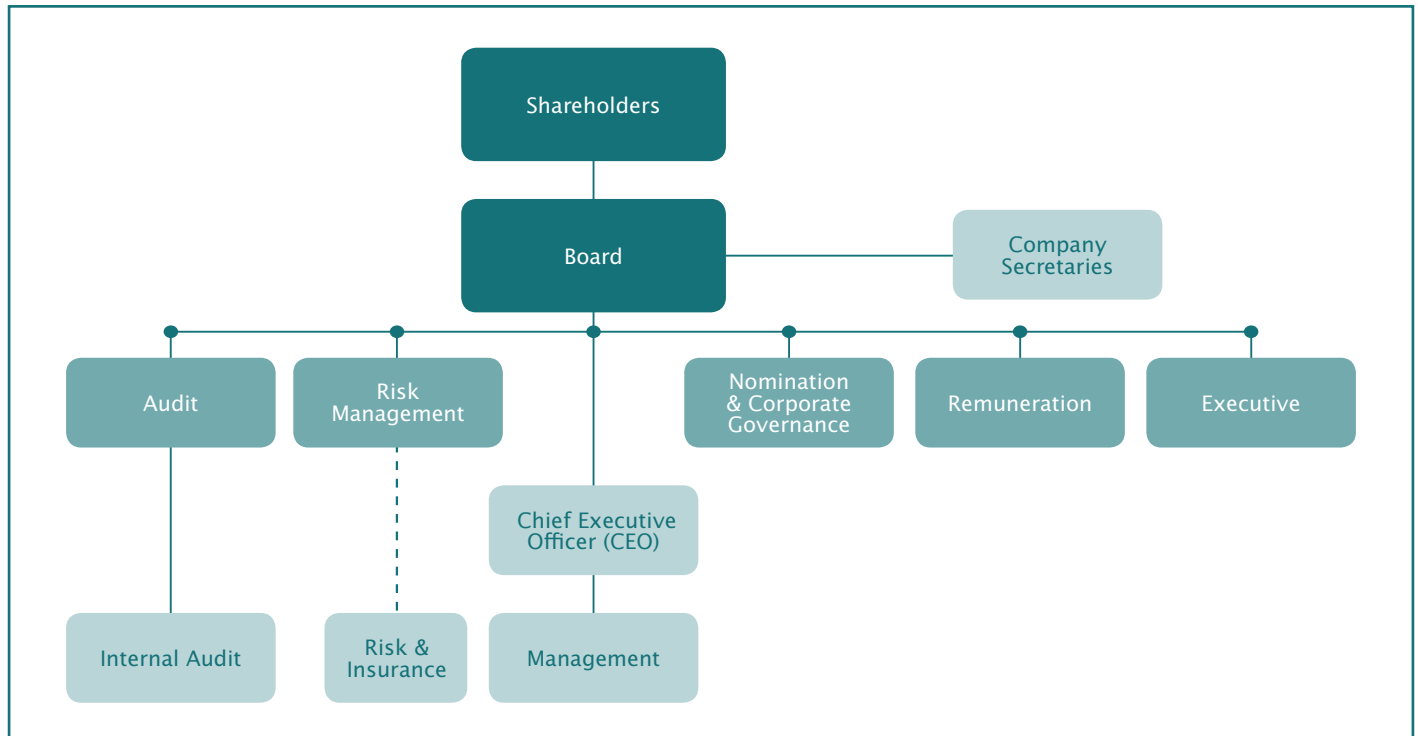 Shareholders
Board
Company
Secretaries
Audit
Risk
Management
Nomination
& Corporate
Governance
Remuneration
Executive
Chief Executive
Officer (CEO)
Internal Audit
Risk &
Insurance
Management